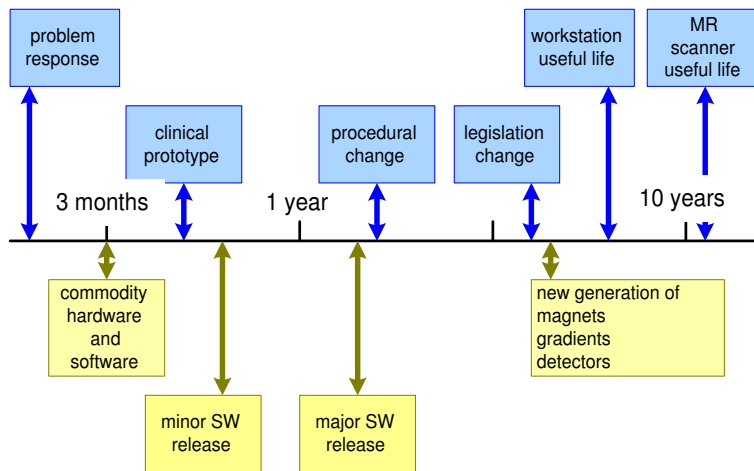 problem
response
clinical
prototype
procedural
change
legislation
change
workstation
useful life
MR
scanner
useful life
3 months
1 year
10 years
commodity
hardware
and
software
minor SW
release
major SW
release
new generation of
magnets
gradients
detectors